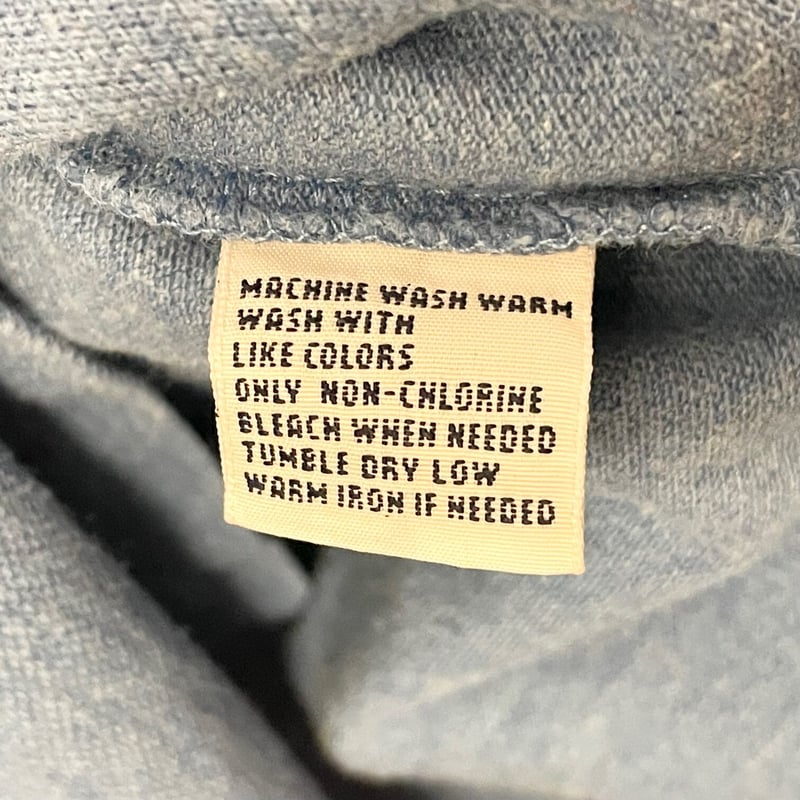 MACHINE WASH WARM
WASH WITH
LIKE COLORS
ONLY NON-CHLORINE
BLEACH WHEN NEEDED
TUMBLE DRY LOW
WARM IRON IF NEEDED